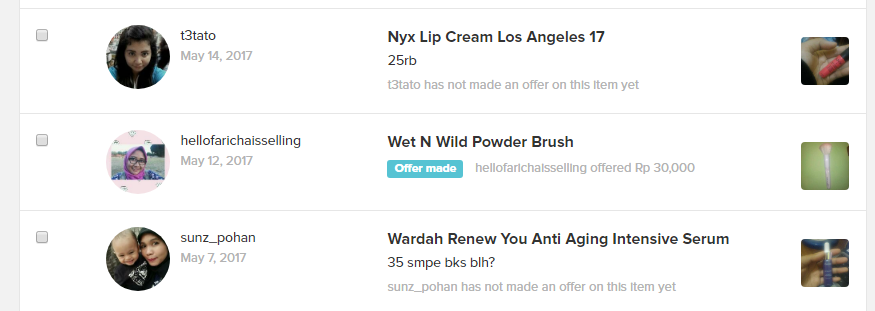 t3tato
May 14, 2017
Nyx Lip Cream Los Angeles 17
25rb
t3tato has not made an offer on this item yet
hellofarichaisselling
May 12, 2017
Wet N Wild Powder Brush
Offer made hellofarichaisselling offered Rp 30,000
sunz_pohan
May 7, 2017
Wardah Renew You Anti Aging Intensive Serum
35 smpe bks blh?
sunz_pohan has not made an offer on this item yet